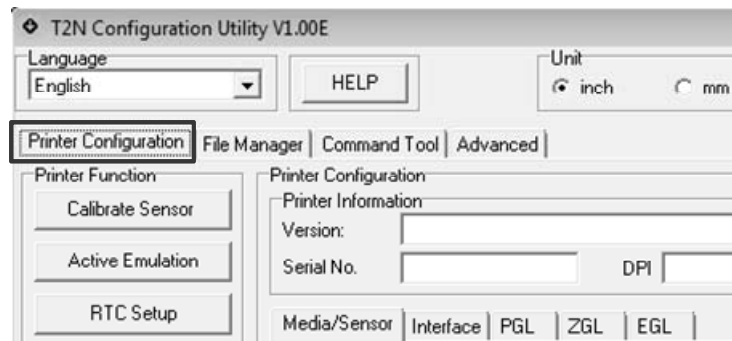 T2N Configuration Utility V1.00E
Language
English
HELP
Unit
inch
mm
Printer Configuration
File Manager
Command Tool
Advanced
Printer Function
Calibrate Sensor
Active Emulation
RTC Setup
Printer Configuration
Printer Information
Version:
Serial No.
DPI
Media/Sensor
Interface
PGL
ZGL
EGL